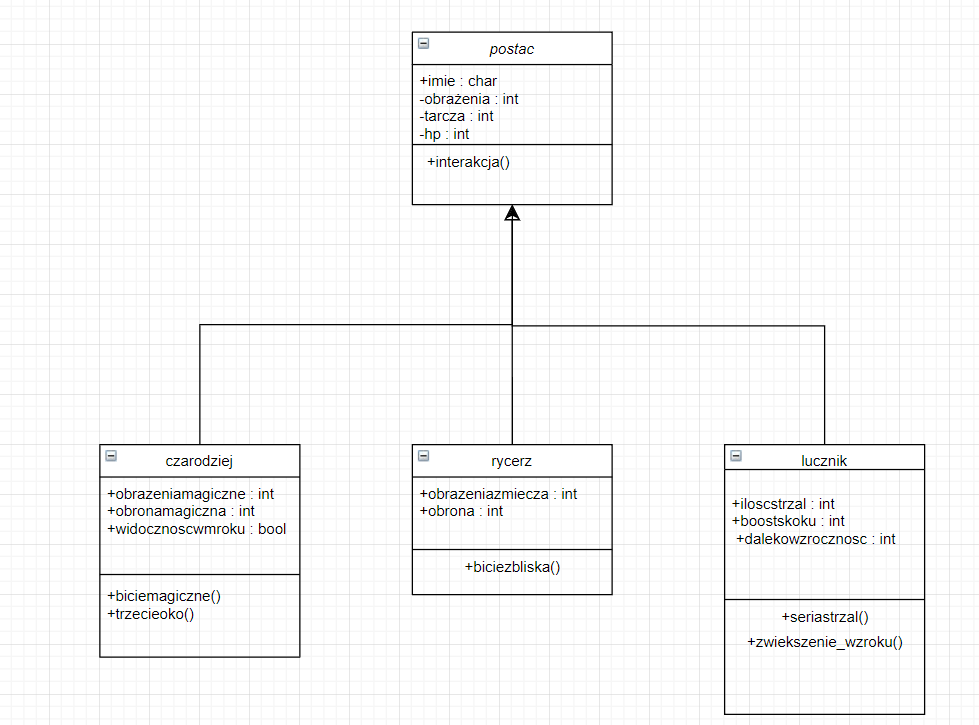 postac
+imie : char
-obrażenia : int
-tarcza : int
-hp : int
+interakcja()
czarodziej
+obrazeniamagiczne : int
+obronamagiczna : int
+widocznoscwmroku : bool
+biciemagiczne()
+trzecieoko()
rycerz
+obrazeniazmiecza : int
+obrona : int
+biciezbliska()
lucznik
+iloscstrzal : int
+boostskoku : int
+dalekowzrocznosc : int
+seriastrzal()
+zwiekszenie_wzroku()